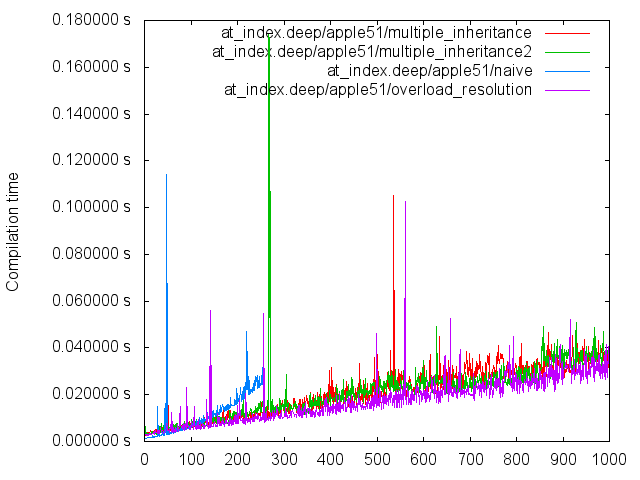 0.180000 s
0.160000 s
0.140000 s
0.120000 s
0.100000 s
0.080000 s
0.060000 s
0.040000 s
0.020000 s
0.000000 s
Compilation time
at_index.deep/apple51/multiple_inheritance
at_index.deep/apple51/multiple_inheritance2
at_index.deep/apple51/naive
at_index.deep/apple51/overload_resolution
0 100 200 300 400 500 600 700 800 900 1000